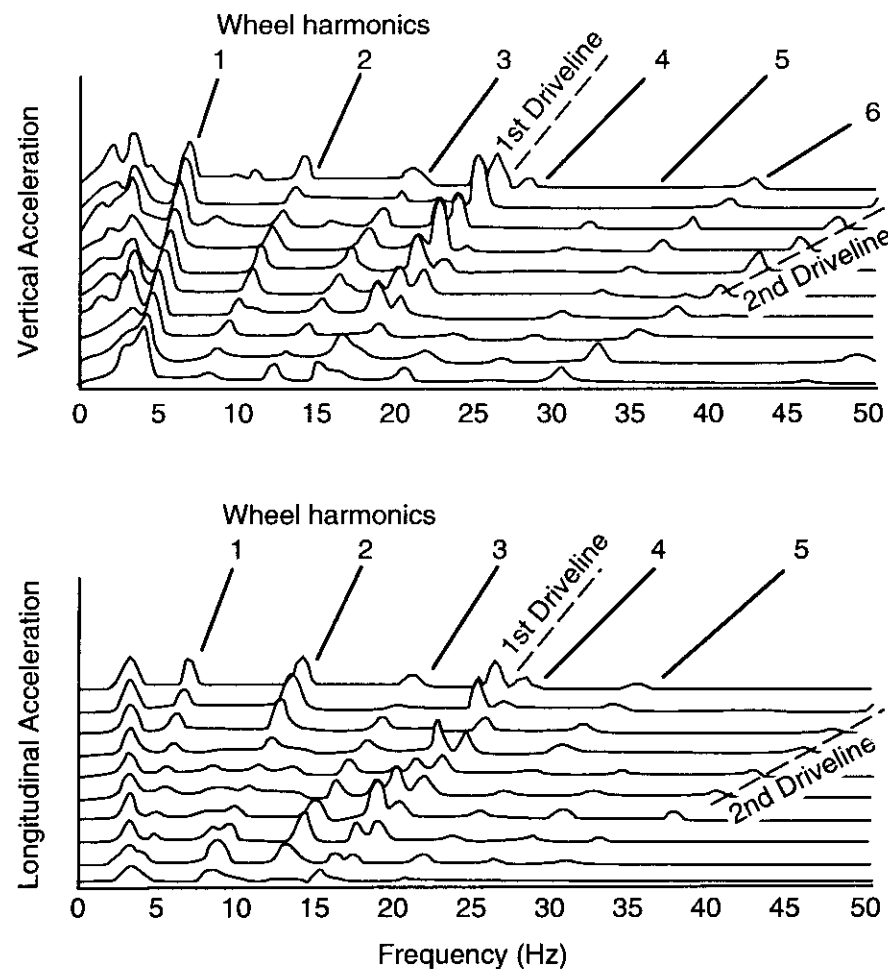 Wheel harmonics
1 2 3 1st Driveline 4 5 6
Vertical Acceleration
2nd Driveline
0 5 10 15 20 25 30 35 40 45 50
Wheel harmonics
1 2 3 1st Driveline 4 5
Longitudinal Acceleration
2nd Driveline
0 5 10 15 20 25 30 35 40 45 50
Frequency (Hz)